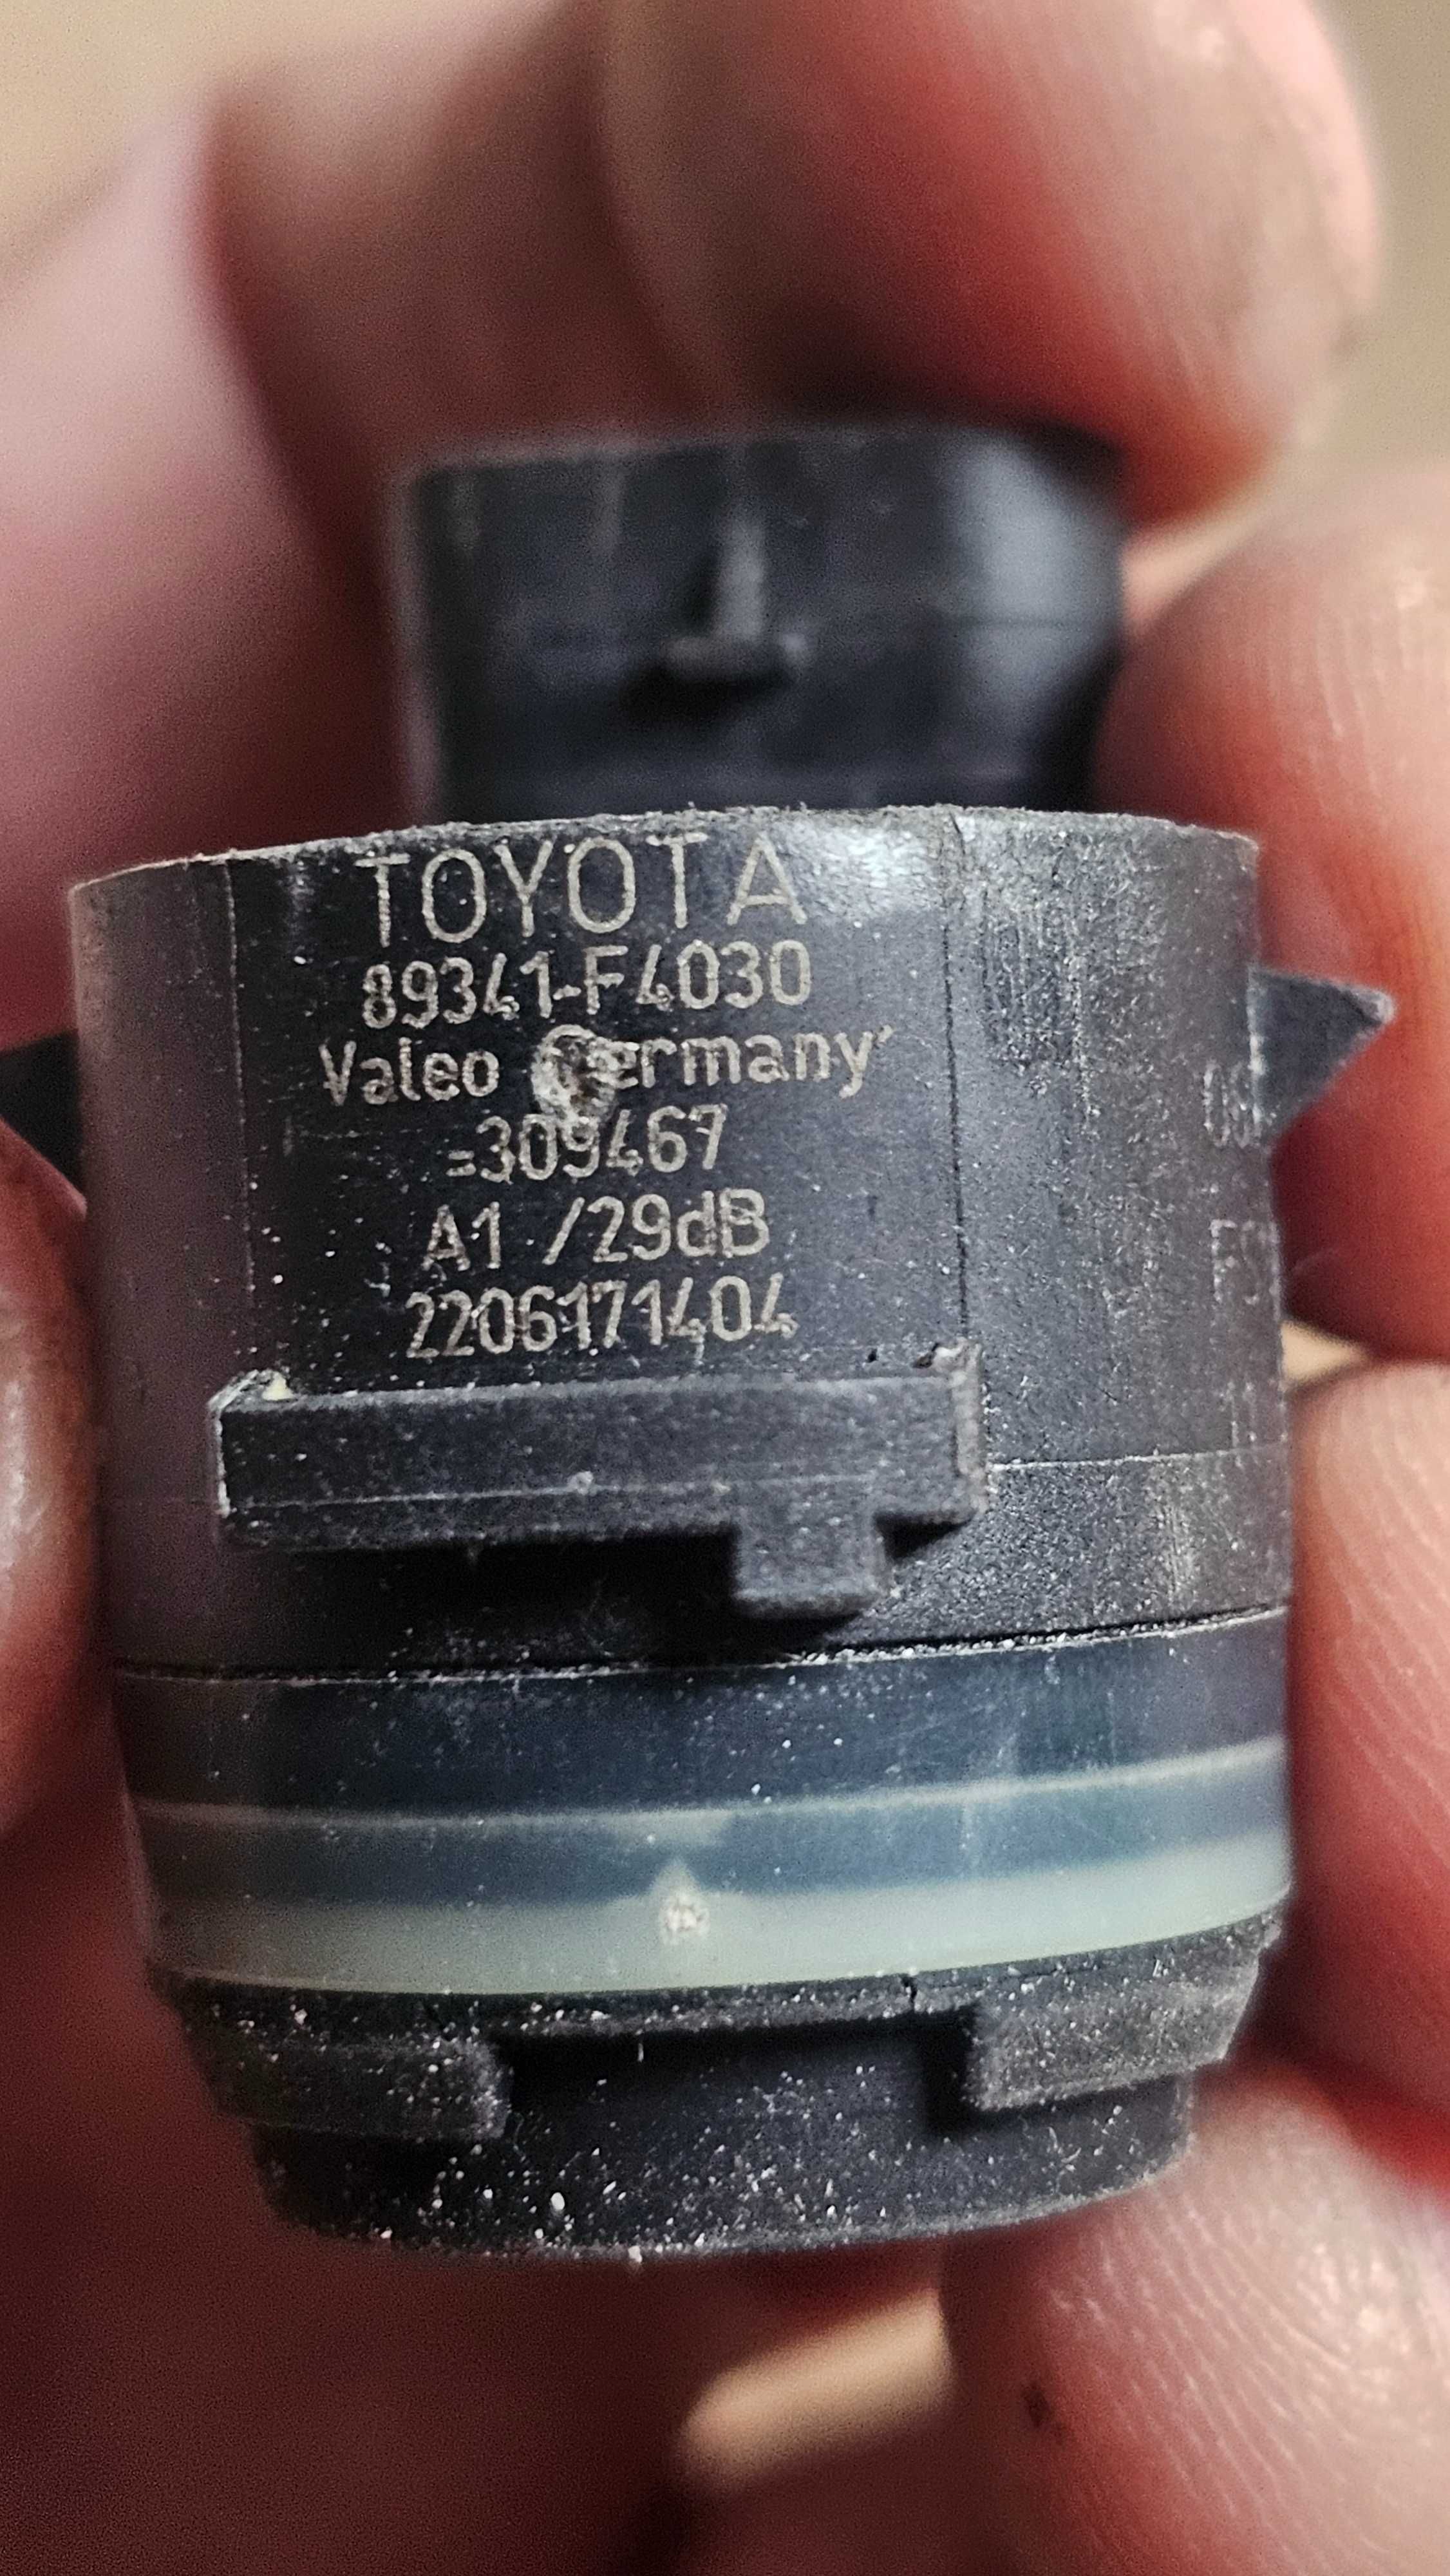 TOYOTA
89341-F4030
Valeo Germany
=309467
A1 /29dB
2206171404